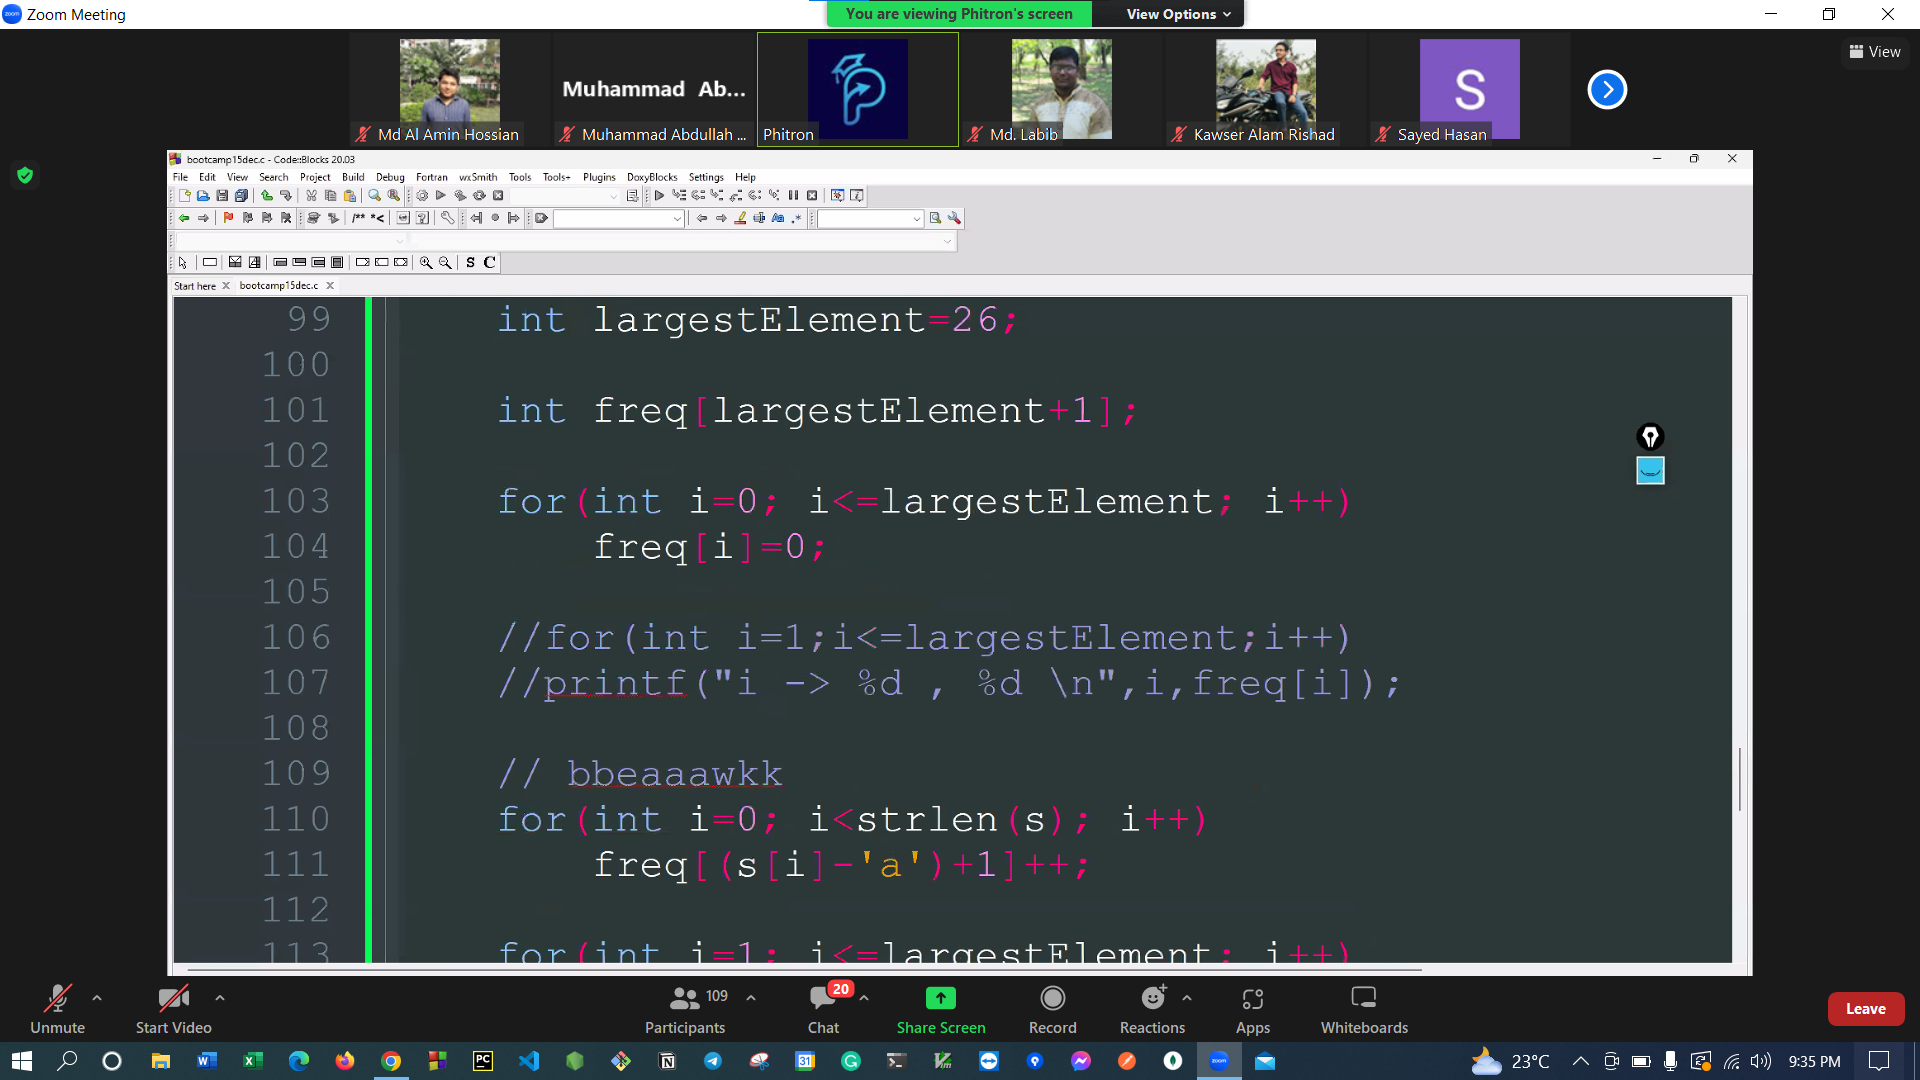 Zoom Meeting
You are viewing Phitron's screen
View Options
View
Muhammad Ab...
S
Md Al Amin Hossian
Muhammad Abdullah ...
Phitron
Md. Labib
Kawser Alam Rishad
Sayed Hasan
bootcamp15dec.c - Code::Blocks 20.03
File Edit View Search Project Build Debug Fortran wxSmith Tools Tools+ Plugins DoxyBlocks Settings Help
S C
Start here bootcamp15dec.c
99 int largestElement=26;
100
101 int freq[largestElement+1];
102
103 for(int i=0; i<=largestElement; i++)
104 freq[i]=0;
105
106 //for(int i=1;i<=largestElement;i++)
107 //printf("i -> %d , %d \n",i,freq[i]);
108
109 // bbeaaawkk
110 for(int i=0; i<strlen(s); i++)
111 freq[(s[i]-'a')+1]++;
112
113 for(int i=1; i<=largestElement; i++)
Unmute
Start Video
109
Participants
20
Chat
Share Screen
Record
Reactions
Apps
Whiteboards
Leave
23°C
9:35 PM